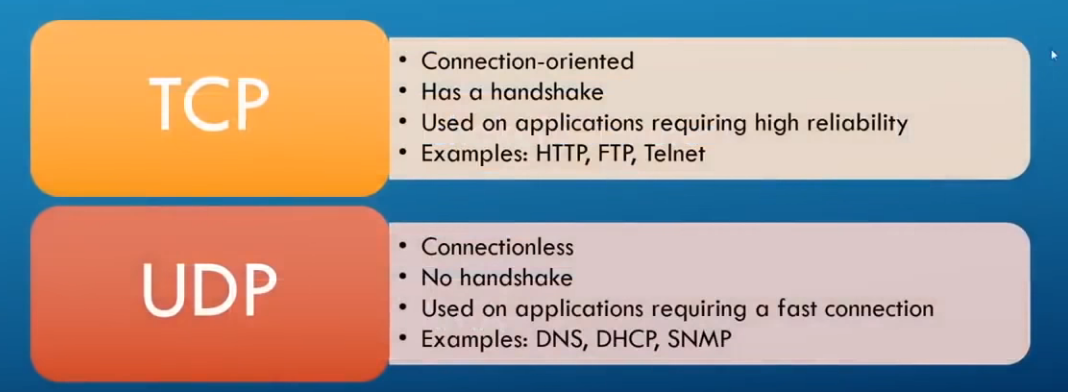 TCP
• Connection-oriented
• Has a handshake
• Used on applications requiring high reliability
• Examples: HTTP, FTP, Telnet
UDP
• Connectionless
• No handshake
• Used on applications requiring a fast connection
• Examples: DNS, DHCP, SNMP